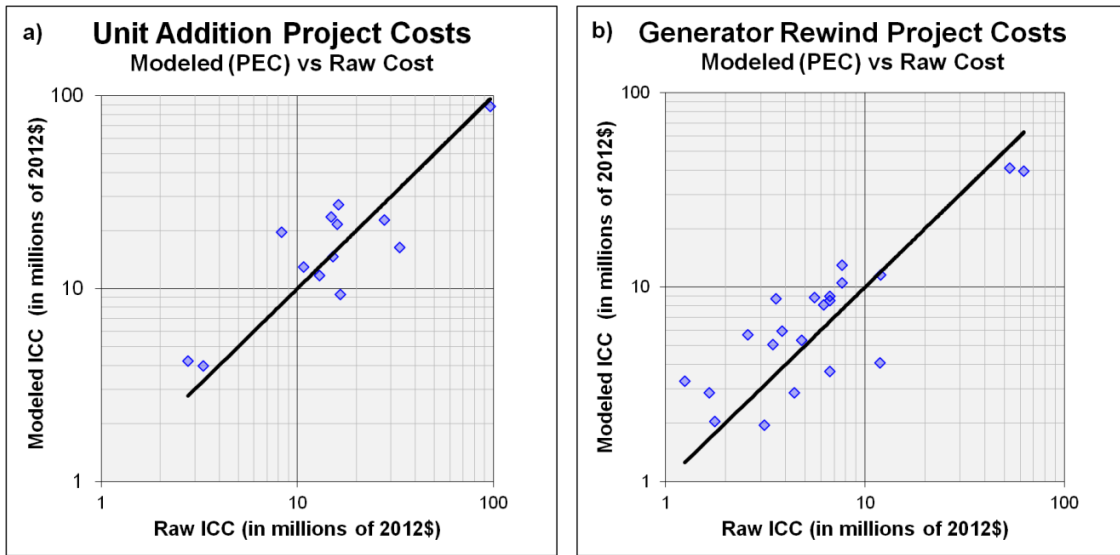 a) Unit Addition Project Costs
Modeled (PEC) vs Raw Cost
100
10
1
Modeled ICC (in millions of 2012$)
1
10
100
Raw ICC (in millions of 2012$)
b) Generator Rewind Project Costs
Modeled (PEC) vs Raw Cost
100
10
1
Modeled ICC (in millions of 2012$)
1
10
100
Raw ICC (in millions of 2012$)